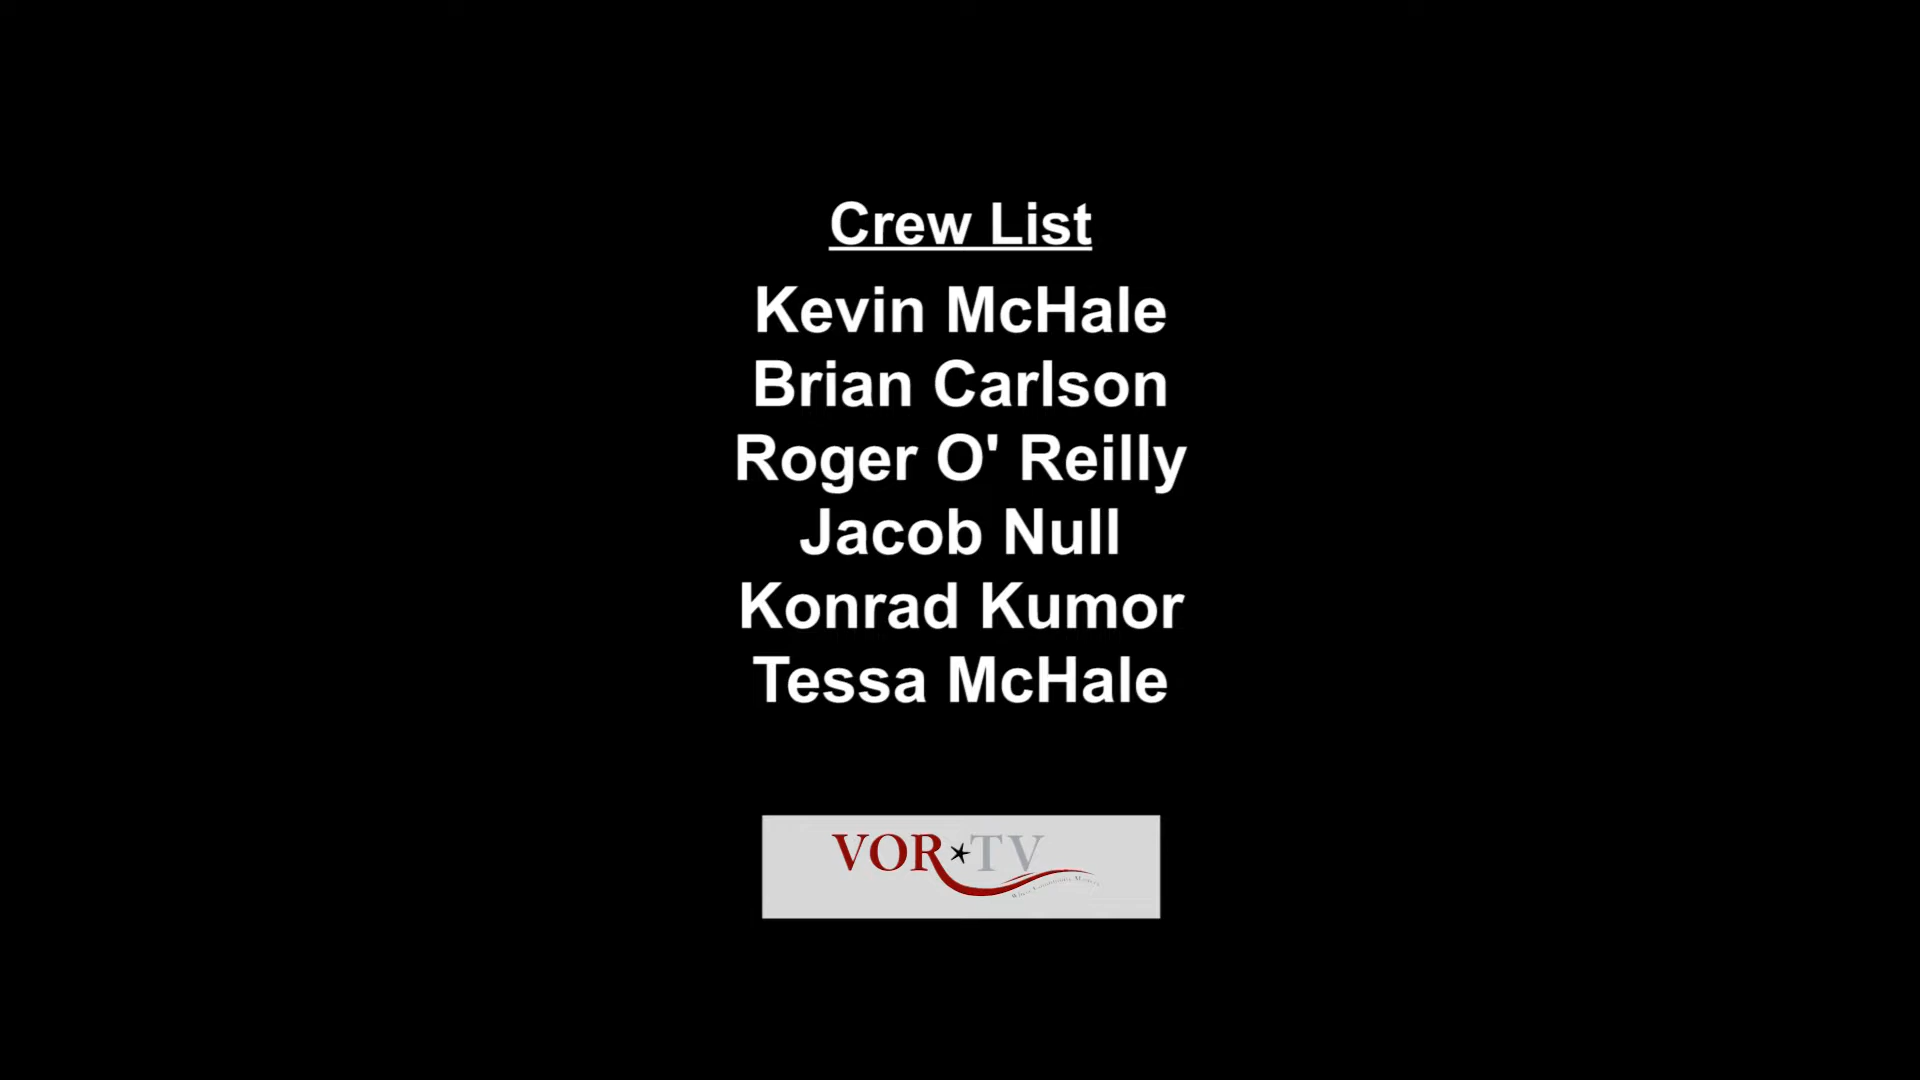 Crew List
Kevin McHale
Brian Carlson
Roger O' Reilly
Jacob Null
Konrad Kumor
Tessa McHale
VOR★TV